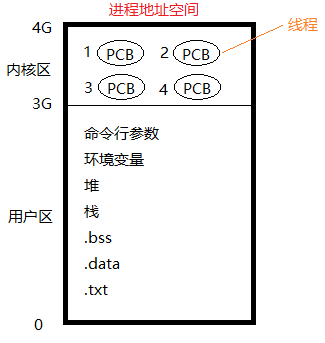 进程地址空间
4G
线程
1 PCB 2 PCB
内核区
3 PCB 4 PCB
3G
命令行参数
环境变量
堆
用户区
栈
.bss
.data
.txt
0